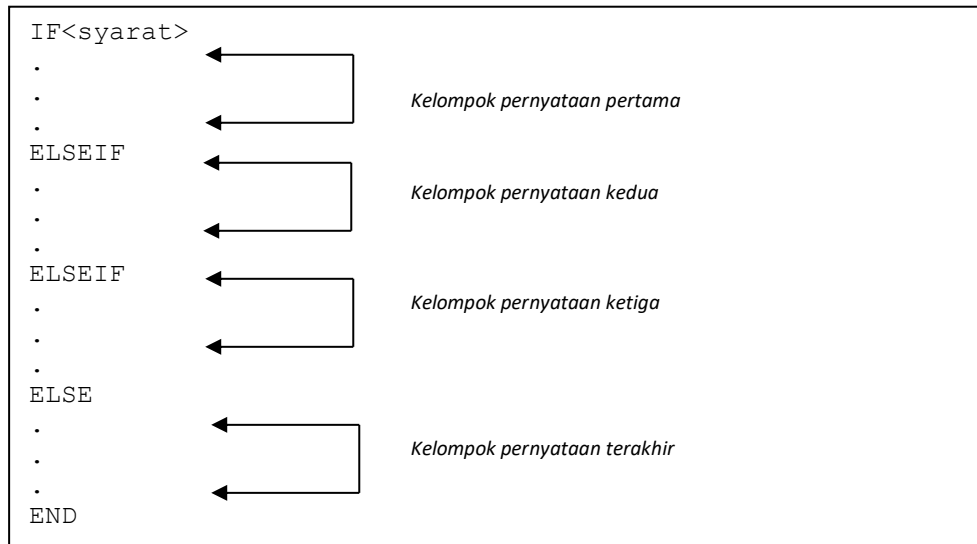 IF<syarat>
.
.
Kelompok pernyataan pertama
.
ELSEIF
.
Kelompok pernyataan kedua
.
.
ELSEIF
.
Kelompok pernyataan ketiga
.
.
ELSE
.
Kelompok pernyataan terakhir
.
.
END